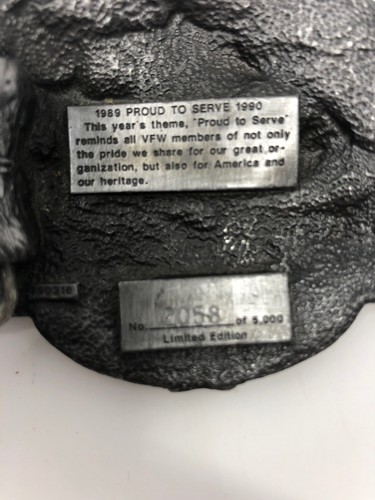 1989 PROUD TO SERVE 1990
This year's theme, "Proud to Serve"
reminds all VFW members of not only
the pride we share for our great or-
ganization, but also for America and
our heritage.
No. 2058 of 5,000
Limited Edition